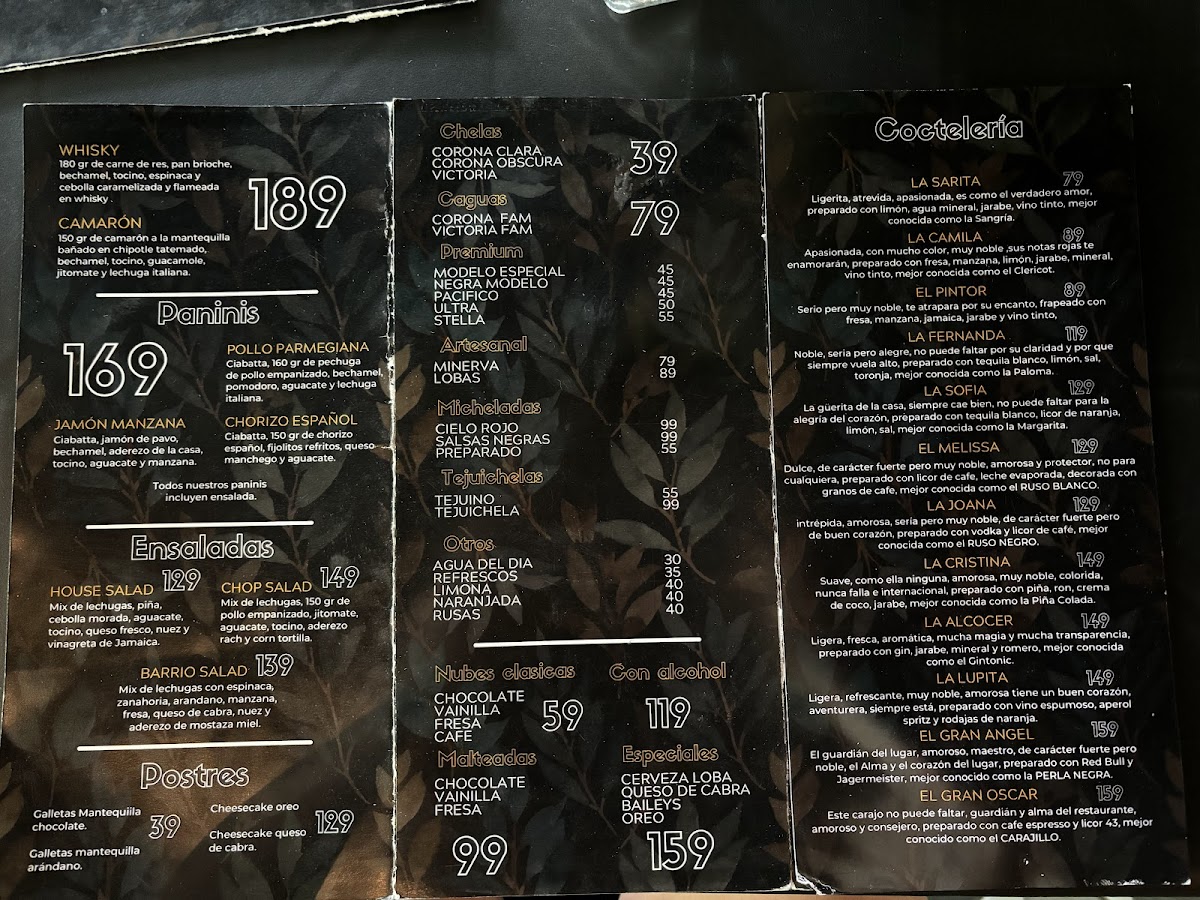 WHISKY
180 gr de carne de res, pan brioche,
bechamel, tocino, espinaca y
cebolla caramelizada y flameada
en whisky .
189
CAMARÓN
150 gr de camarón a la mantequilla
bañado en chipotle tatemado,
bechamel, tocino, guacamole,
jitomate y lechuga italiana.
Paninis
169
POLLO PARMEGIANA
Ciabatta, 160 gr de pechuga
de pollo empanizado, bechamel,
pomodoro, aguacate y lechuga
italiana.
JAMÓN MANZANA
Ciabatta, jamón de pavo,
bechamel, aderezo de la casa,
tocino, aguacate y manzana.
CHORIZO ESPAÑOL
Ciabatta, 150 gr de chorizo
español, fijolitos refritos, queso
manchego y aguacate.
Todos nuestros paninis
incluyen ensalada.
Ensaladas
HOUSE SALAD 129
Mix de lechugas, piña,
cebolla morada, aguacate,
tocino, queso fresco, nuez y
vinagreta de Jamaica.
CHOP SALAD 149
Mix de lechugas, 150 gr de
pollo empanizado, jitomate,
aguacate, tocino, aderezo
rach y corn tortilla.
BARRIO SALAD 139
Mix de lechugas con espinaca,
zanahoria, arandano, manzana,
fresa, queso de cabra, nuez y
aderezo de mostaza miel.
Postres
Galletas Mantequiila
chocolate.
39
Galletas mantequilla
arándano.
Cheesecake oreo
129
Cheesecake queso
de cabra.
Chelas
CORONA CLARA
CORONA OBSCURA
VICTORIA
39
Caguas
CORONA FAM
VICTORIA FAM
79
Premium
MODELO ESPECIAL 45
NEGRA MODELO 45
PACIFICO 45
ULTRA 50
STELLA 55
Artesanal
MINERVA 79
LOBAS 89
Micheladas
CIELO ROJO 99
SALSAS NEGRAS 99
PREPARADO 55
Tejuichelas
TEJUINO 55
TEJUICHELA 99
Otros
AGUA DEL DIA 30
REFRESCOS 35
LIMONA 40
NARANJADA 40
RUSAS 40
Nubes clasicas
CHOCOLATE
VAINILLA
FRESA
CAFÉ
59
Con alcohol
119
Malteadas
CHOCOLATE
VAINILLA
FRESA
99
Especiales
CERVEZA LOBA
QUESO DE CABRA
BAILEYS
OREO
159
Coctelería
LA SARITA 79
Ligerita, atrevida, apasionada, es como el verdadero amor,
preparado con limón, agua mineral, jarabe, vino tinto, mejor
conocida como la Sangría.
LA CAMILA 89
Apasionada, con mucho color, muy noble ,sus notas rojas te
enamorarán, preparado con fresa, manzana, limón, jarabe, mineral,
vino tinto, mejor conocida como el Clericot.
EL PINTOR 89
Serio pero muy noble, te atrapara por su encanto, frapeado con
fresa, manzana, jamaica, jarabe y vino tinto,
LA FERNANDA 119
Noble, seria pero alegre, no puede faltar por su claridad y por que
siempre vuela alto, preparado con tequila blanco, limón, sal,
toronja, mejor conocida como la Paloma.
LA SOFIA 129
La güerita de la casa, siempre cae bien, no puede faltar para la
alegría del corazón, preparado con tequila blanco, licor de naranja,
limón, sal, mejor conocida como la Margarita.
EL MELISSA 129
Dulce, de carácter fuerte pero muy noble, amorosa y protector, no para
cualquiera, preparado con licor de cafe, leche evaporada, decorada con
granos de cafe, mejor conocida como el RUSO BLANCO.
LA JOANA 129
intrépida, amorosa, seria pero muy noble, de carácter fuerte pero
de buen corazón, preparado con vodka y licor de café, mejor
conocida como el RUSO NEGRO.
LA CRISTINA 149
Suave, como ella ninguna, amorosa, muy noble, colorida,
nunca falla e internacional, preparado con piña, ron, crema
de coco, jarabe, mejor conocida como la Piña Colada.
LA ALCOCER 149
Ligera, fresca, aromática, mucha magia y mucha transparencia,
preparado con gin, jarabe, mineral y romero, mejor conocida
como el Gintonic.
LA LUPITA 149
Ligera, refrescante, muy noble, amorosa tiene un buen corazón,
aventurera, siempre está, preparado con vino espumoso, aperol
spritz y rodajas de naranja.
EL GRAN ANGEL 159
El guardián del lugar, amoroso, maestro, de carácter fuerte pero
noble, el Alma y el corazón del lugar, preparado con Red Bull y
Jagermeister, mejor conocido como la PERLA NEGRA.
EL GRAN OSCAR 159
Este carajo no puede faltar, guardián y alma del restaurante,
amoroso y consejero, preparado con cafe espresso y licor 43, mejor
conocido como el CARAJILLO.